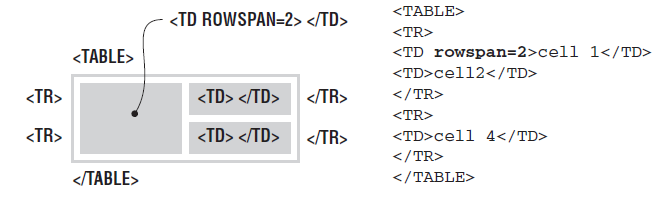 <TD ROWSPAN=2> </TD>
<TABLE>
<TR> <TD> </TD> </TR>
<TR> <TD> </TD> </TR>
</TABLE>
<TABLE>
<TR>
<TD rowspan=2>cell 1</TD>
<TD>cell2</TD>
</TR>
<TR>
<TD>cell 4</TD>
</TR>
</TABLE>